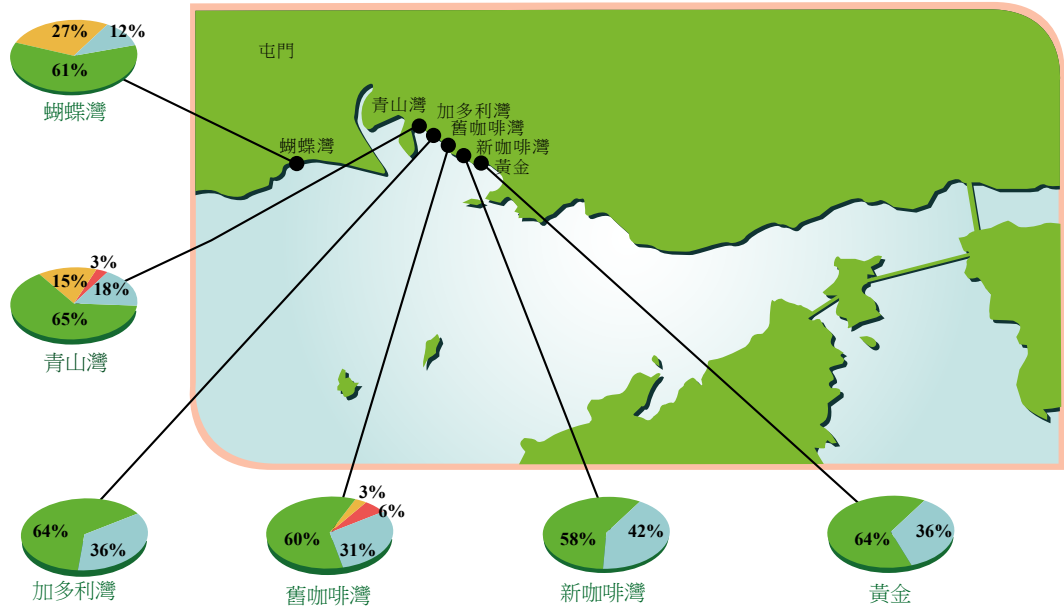 27%
12%
61%
蝴蝶灣
屯門
青山灣
加多利灣
舊咖啡灣
新咖啡灣
黃金
蝴蝶灣
3%
15%
18%
65%
青山灣
64%
36%
加多利灣
3%
6%
60%
31%
舊咖啡灣
58%
42%
新咖啡灣
64%
36%
黃金